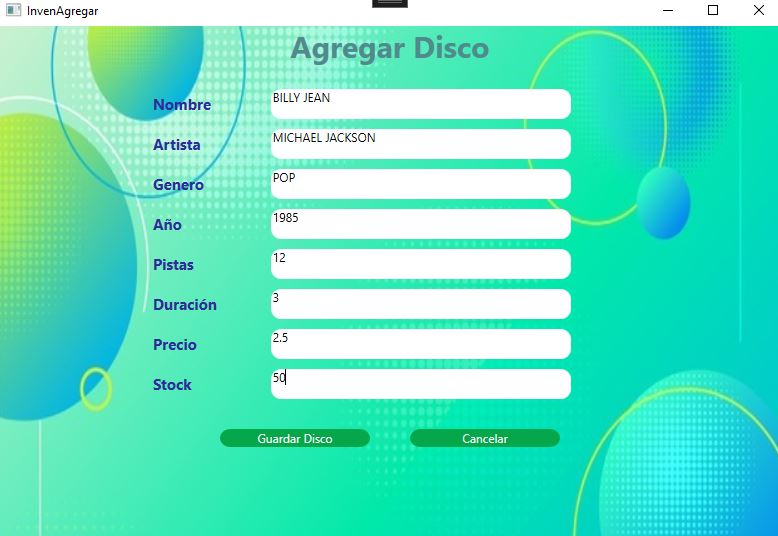 InvenAgregar
Agregar Disco
Nombre BILLY JEAN
Artista MICHAEL JACKSON
Genero POP
Año 1985
Pistas 12
Duración 3
Precio 2.5
Stock 50
Guardar Disco Cancelar